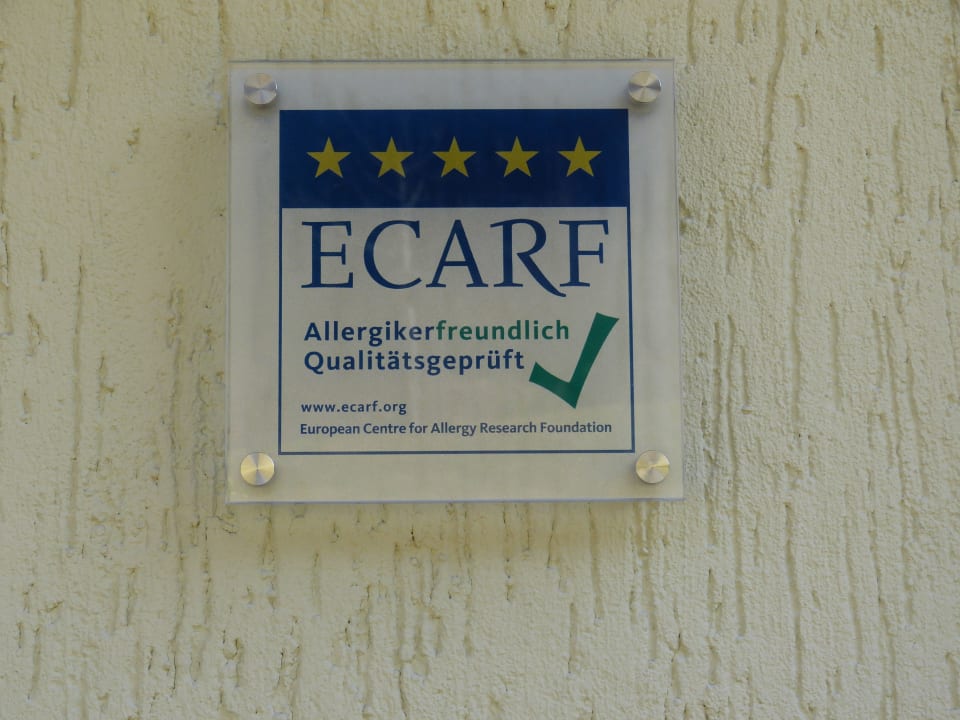 ECARF
Allergikerfreundlich
Qualitätsgeprüft
www.ecarf.org
European Centre for Allergy Research Foundation